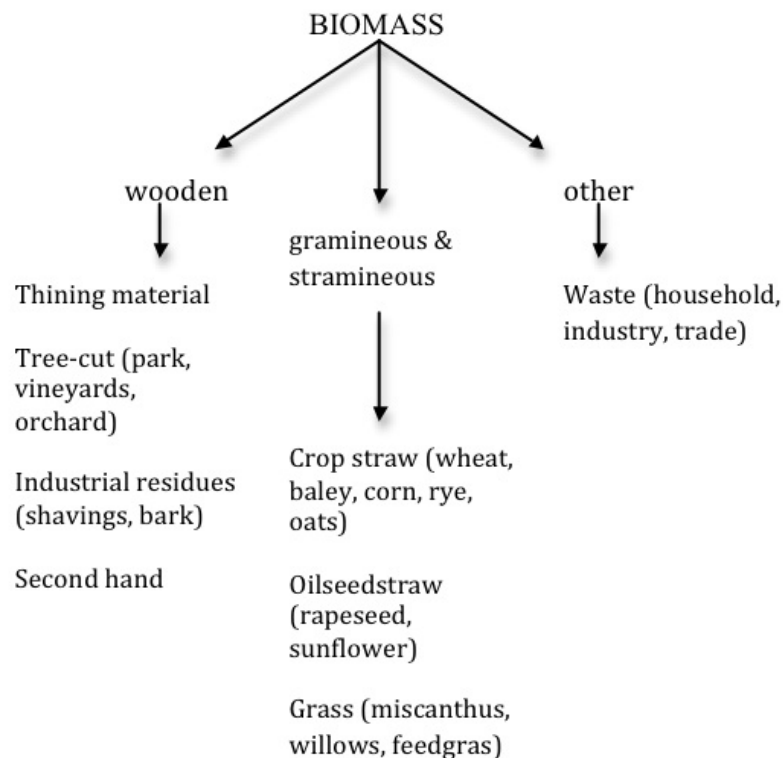 BIOMASS
wooden
gramineous &
stramineous
other
Thining material
Tree-cut (park,
vineyards,
orchard)
Industrial residues
(shavings, bark)
Second hand
Crop straw (wheat,
baley, corn, rye,
oats)
Oilseedstraw
(rapeseed,
sunflower)
Grass (miscanthus,
willows, feedgras)
Waste (household,
industry, trade)